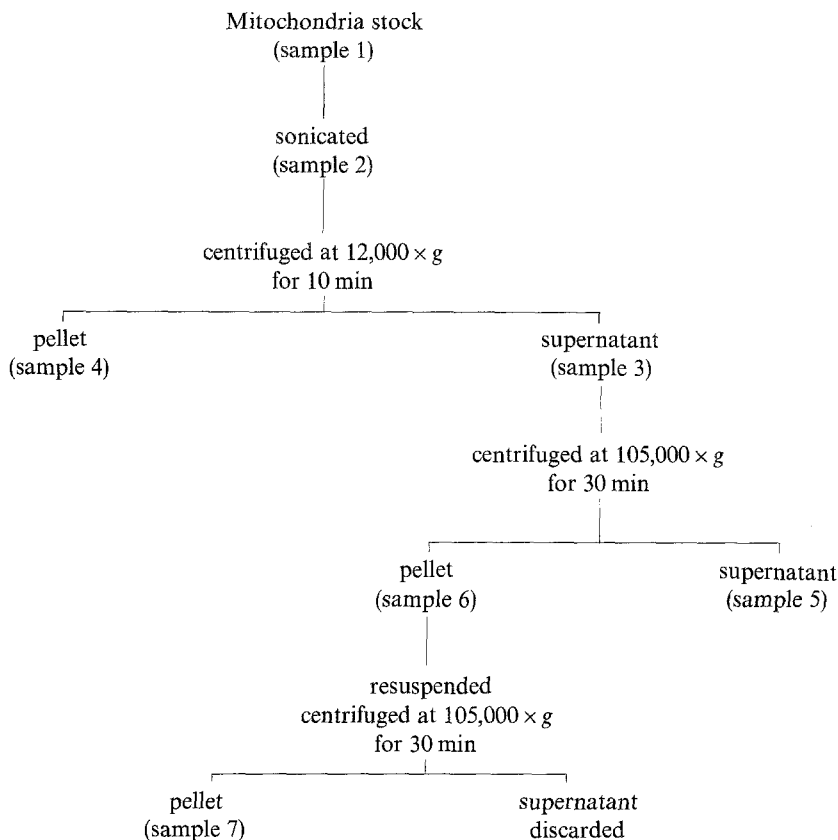 Mitochondria stock
(sample 1)
sonicated
(sample 2)
centrifuged at 12,000 × g
for 10 min
pellet
(sample 4)
supernatant
(sample 3)
centrifuged at 105,000 × g
for 30 min
pellet
(sample 6)
supernatant
(sample 5)
resuspended
centrifuged at 105,000 × g
for 30 min
pellet
(sample 7)
supernatant
discarded